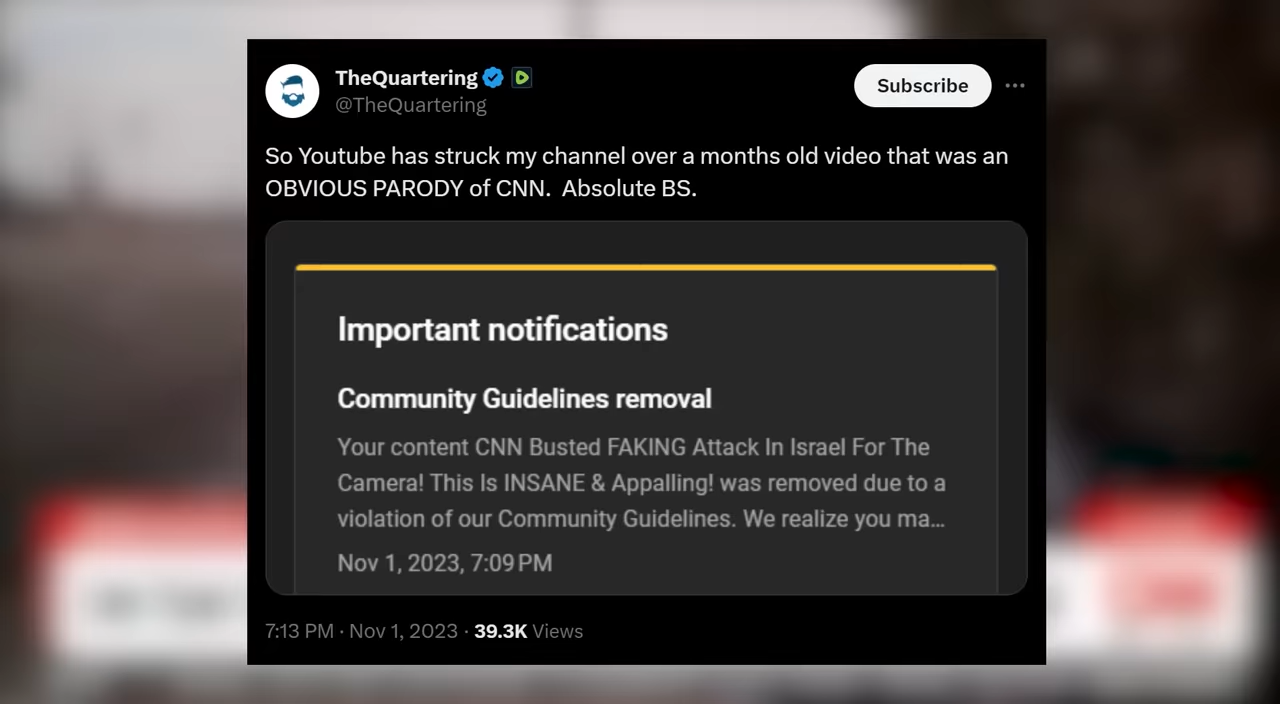 TheQuartering
@TheQuartering
Subscribe
So Youtube has struck my channel over a months old video that was an
OBVIOUS PARODY of CNN.  Absolute BS.
Important notifications
Community Guidelines removal
Your content CNN Busted FAKING Attack In Israel For The
Camera! This Is INSANE & Appalling! was removed due to a
violation of our Community Guidelines. We realize you ma...
Nov 1, 2023, 7:09 PM
7:13 PM · Nov 1, 2023 · 39.3K Views